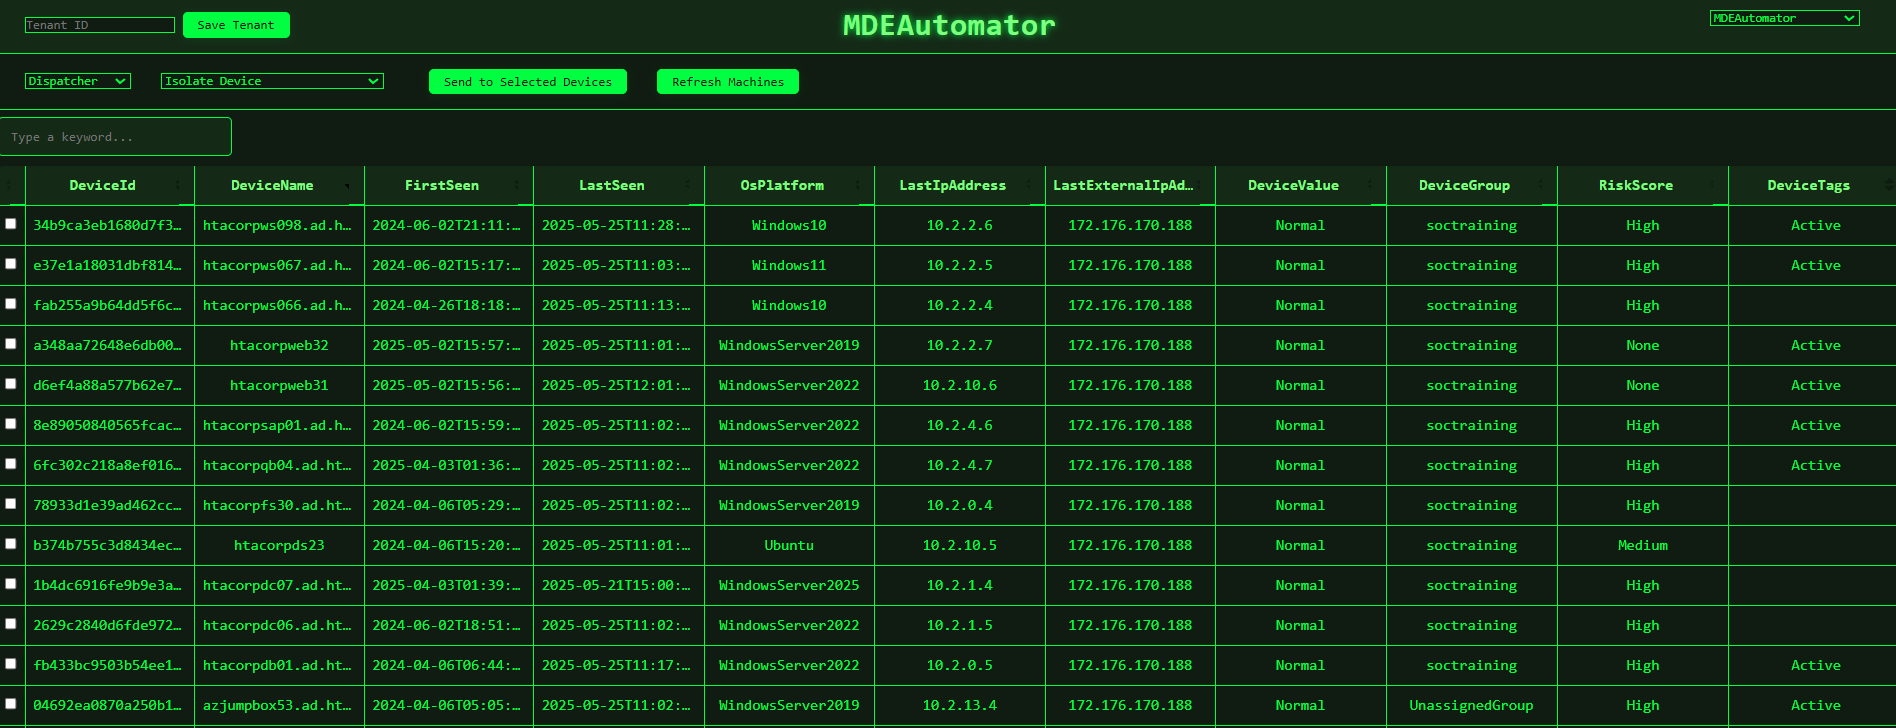 Tenant ID Save Tenant MDEAutomator MDEAutomator
Dispatcher Isolate Device Send to Selected Devices Refresh Machines
Type a keyword...
DeviceId DeviceName FirstSeen LastSeen OsPlatform LastIpAddress LastExternalIpAd… DeviceValue DeviceGroup RiskScore DeviceTags
34b9ca3eb1680d7f3… htacorpws098.ad.h… 2024-06-02T21:11:… 2025-05-25T11:28:… Windows10 10.2.2.6 172.176.170.188 Normal soctraining High Active
e37e1a18031dbf814… htacorpws067.ad.h… 2024-06-02T15:17:… 2025-05-25T11:03:… Windows11 10.2.2.5 172.176.170.188 Normal soctraining High Active
fab255a9b64dd5f6c… htacorpws066.ad.h… 2024-04-26T18:18:… 2025-05-25T11:13:… Windows10 10.2.2.4 172.176.170.188 Normal soctraining High
a348aa72648e6db00… htacorpweb32 2025-05-02T15:57:… 2025-05-25T11:01:… WindowsServer2019 10.2.2.7 172.176.170.188 Normal soctraining None Active
d6ef4a88a577b62e7… htacorpweb31 2025-05-02T15:56:… 2025-05-25T12:01:… WindowsServer2022 10.2.10.6 172.176.170.188 Normal soctraining None Active
8e89050840565fcac… htacorpsap01.ad.h… 2024-06-02T15:59:… 2025-05-25T11:02:… WindowsServer2022 10.2.4.6 172.176.170.188 Normal soctraining High Active
6fc302c218a8ef016… htacorpqb04.ad.ht… 2025-04-03T01:36:… 2025-05-25T11:02:… WindowsServer2022 10.2.4.7 172.176.170.188 Normal soctraining High Active
78933d1e39ad462cc… htacorpfs30.ad.ht… 2024-04-06T05:29:… 2025-05-25T11:02:… WindowsServer2019 10.2.0.4 172.176.170.188 Normal soctraining High
b374b755c3d8434ec… htacorpds23 2024-04-06T15:20:… 2025-05-25T11:01:… Ubuntu 10.2.10.5 172.176.170.188 Normal soctraining Medium
1b4dc6916fe9b9e3a… htacorpdc07.ad.ht… 2025-04-03T01:39:… 2025-05-21T15:00:… WindowsServer2025 10.2.1.4 172.176.170.188 Normal soctraining High
2629c2840d6fde972… htacorpdc06.ad.ht… 2024-06-02T18:51:… 2025-05-25T11:02:… WindowsServer2022 10.2.1.5 172.176.170.188 Normal soctraining High
fb433bc9503b54ee1… htacorpdb01.ad.ht… 2024-04-06T06:44:… 2025-05-25T11:17:… WindowsServer2022 10.2.0.5 172.176.170.188 Normal soctraining High Active
04692ea0870a250b1… azjumpbox53.ad.ht… 2024-04-06T05:05:… 2025-05-25T11:02:… WindowsServer2019 10.2.13.4 172.176.170.188 Normal UnassignedGroup High Active